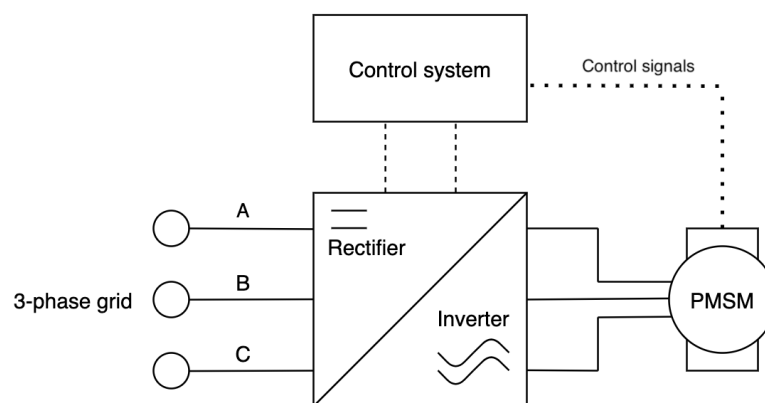 Control system
Control signals
A
Rectifier
B
3-phase grid
PMSM
Inverter
C